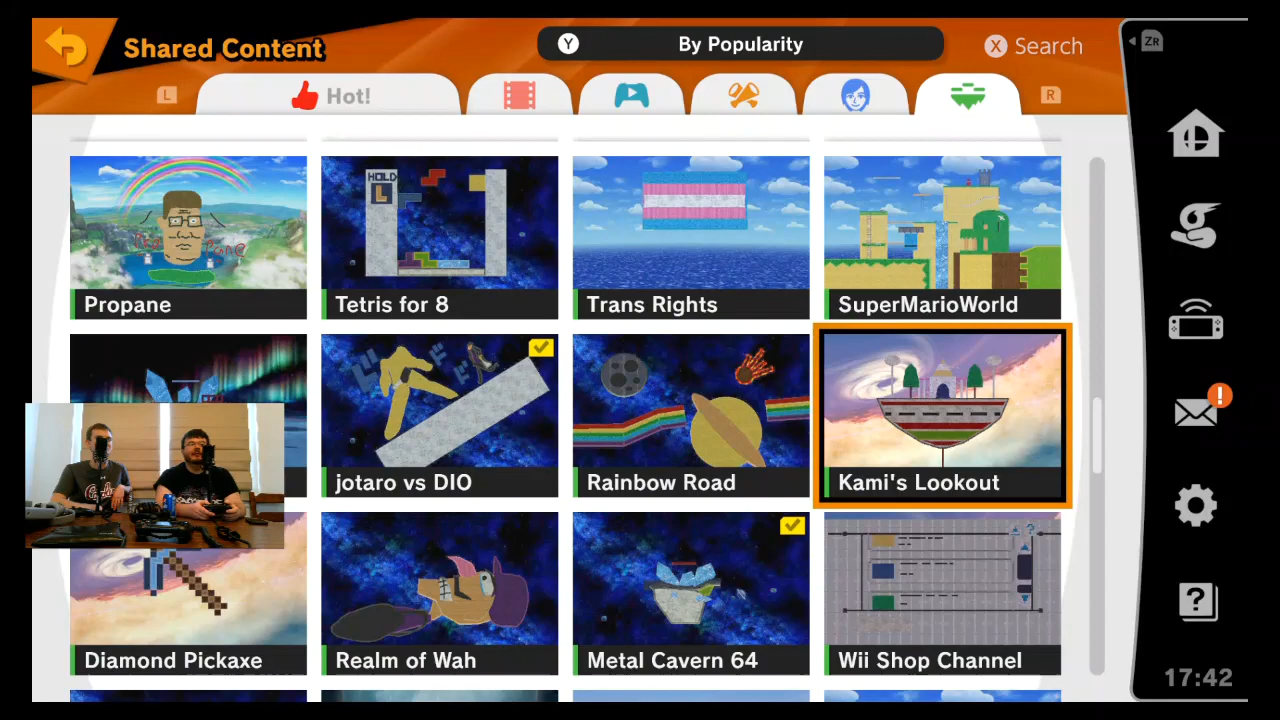 Shared Content
Y By Popularity
X Search
ZR
L
Hot!
R
HOLD
Propane
Tetris for 8
Trans Rights
SuperMarioWorld
jotaro vs DIO
Rainbow Road
Kami's Lookout
Diamond Pickaxe
Realm of Wah
Metal Cavern 64
Wii Shop Channel
17:42